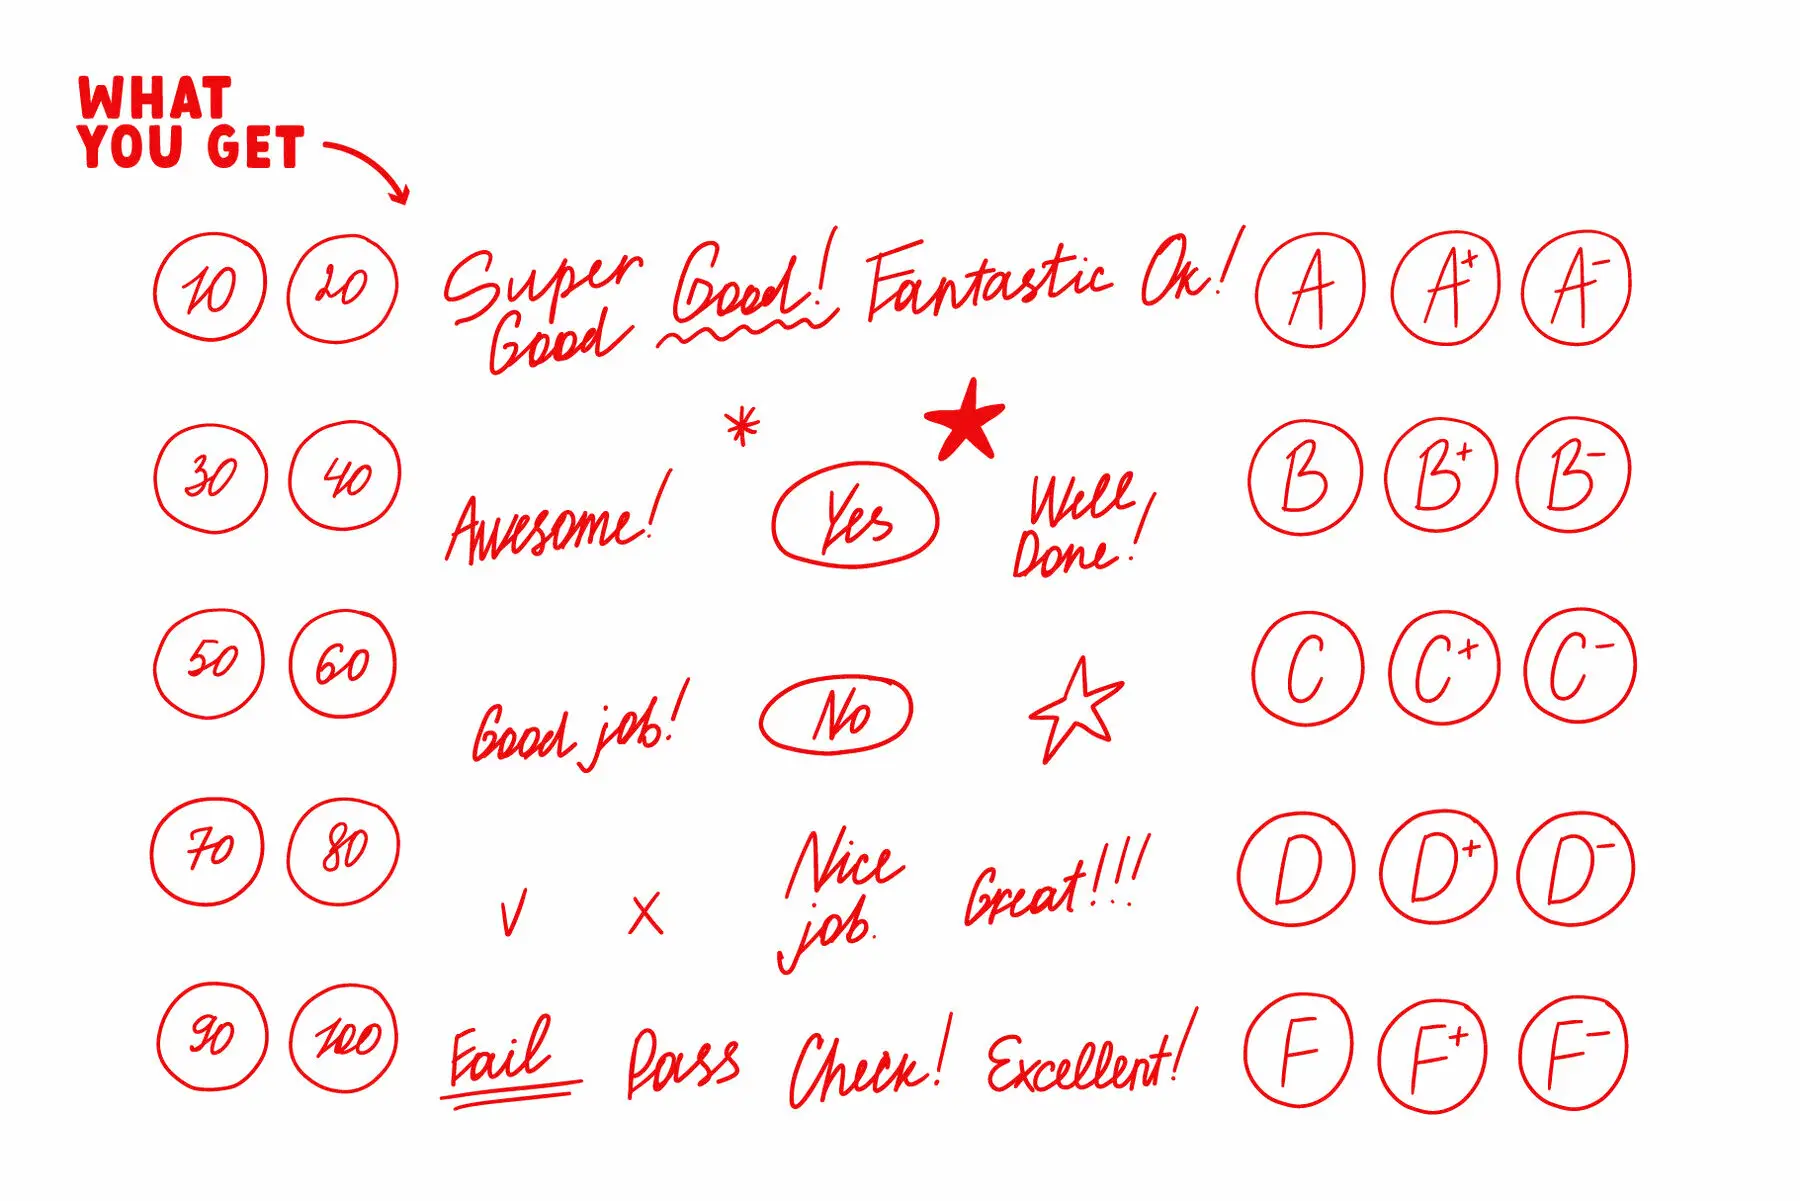 WHAT
YOU GET
10 20 Super Good Good! Fantastic Ok! A A+ A-
30 40 Awesome! Yes Well Done! B B+ B-
50 60 Good job! No C C+ C-
70 80 V X Nice job. Great!!! D D+ D-
90 100 Fail Pass Check! Excellent! F F+ F-